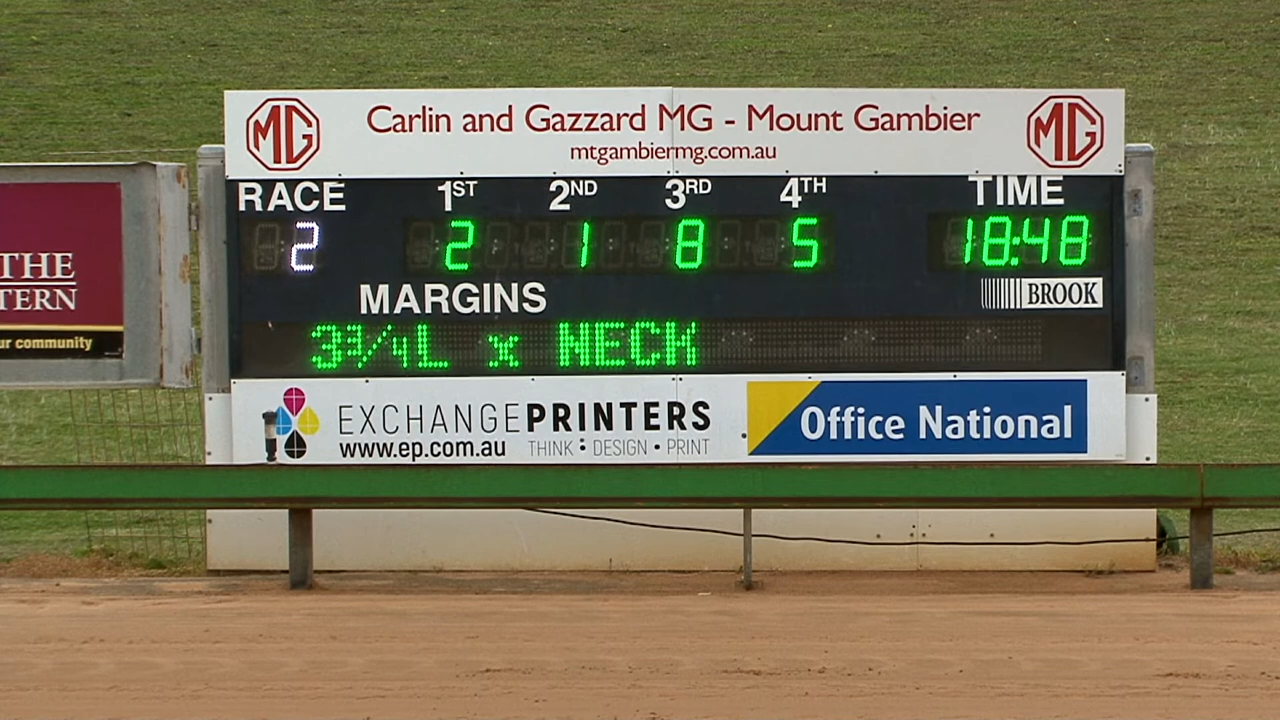 MG Carlin and Gazzard MG - Mount Gambier MG
mtgambiermg.com.au
RACE 1ST 2ND 3RD 4TH TIME
2 2 1 8 5 18:48
MARGINS BROOK
3¾L x NECK
EXCHANGEPRINTERS
www.ep.com.au THINK : DESIGN • PRINT
Office National
THE
TERN
ur community